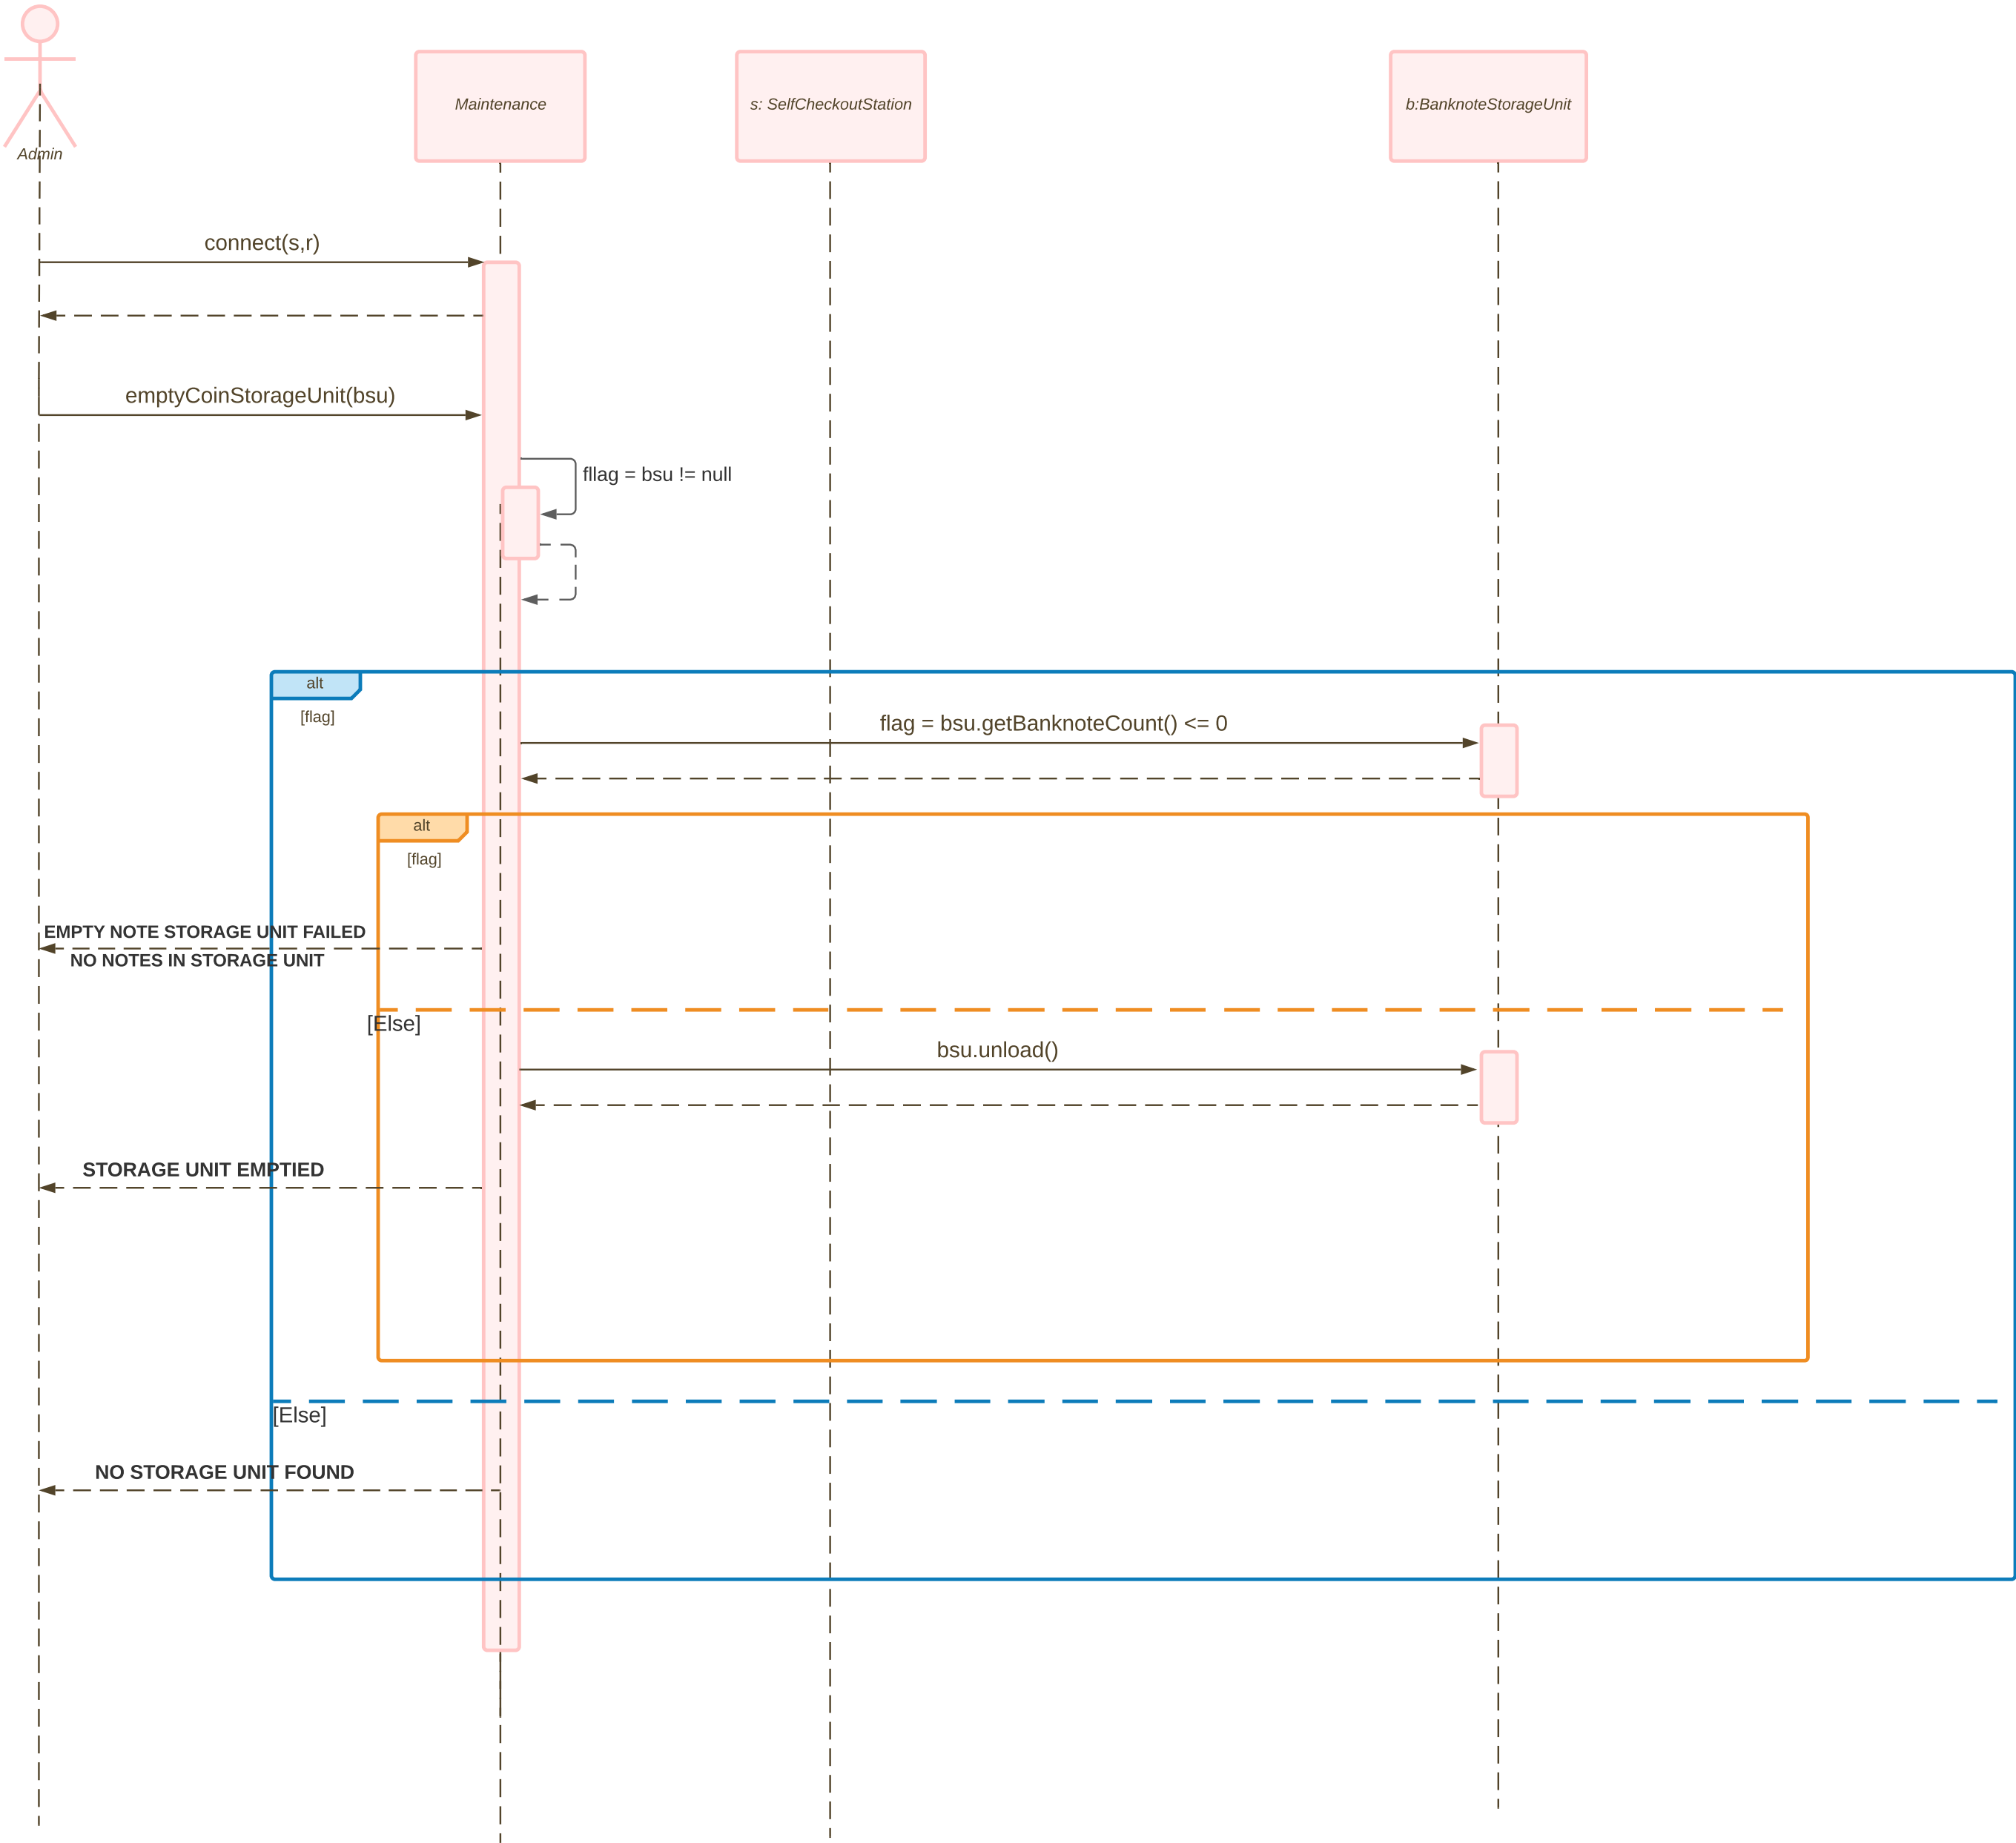 Maintenance
s: SelfCheckoutStation
b:BanknoteStorageUnit
Admin
connect(s,r)
emptyCoinStorageUnit(bsu)
fllag = bsu != null
alt
[flag]
flag = bsu.getBanknoteCount() <= 0
alt
[flag]
EMPTY NOTE STORAGE UNIT FAILED
NO NOTES IN STORAGE UNIT
[Else]
bsu.unload()
STORAGE UNIT EMPTIED
[Else]
NO STORAGE UNIT FOUND